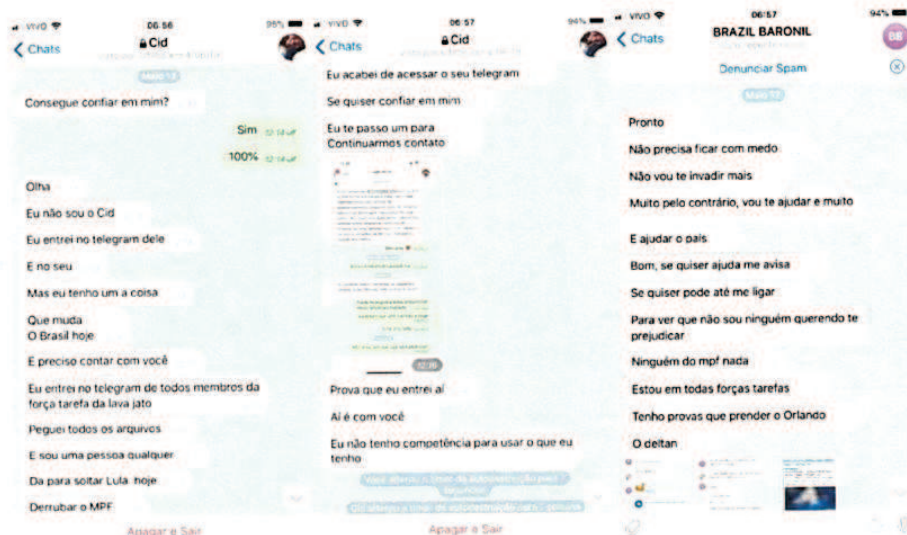 VIVO
06:56
95%
Chats
Cid
Maio 12
Consegue confiar em mim?
Sim
100%
Olha
Eu não sou o Cid
Eu entrei no telegram dele
E no seu
Mas eu tenho um a coisa
Que muda
O Brasil hoje
E preciso contar com você
Eu entrei no telegram de todos membros da
força tarefa da lava jato
Peguei todos os arquivos
E sou uma pessoa qualquer
Da para soltar Lula hoje
Derrubar o MPF
Apagar e Sair
VIVO
06:57
94%
Chats
Cid
Eu acabei de acessar o seu telegram
Se quiser confiar em mim
Eu te passo um para
Continuarmos contato
Prova que eu entrei aí
Aí é com você
Eu não tenho competência para usar o que eu
tenho
Apagar e Sair
VIVO
06:57
94%
Chats
BRAZIL BARONIL
BB
Denunciar Spam
Maio 12
Pronto
Não precisa ficar com medo
Não vou te invadir mais
Muito pelo contrário, vou te ajudar e muito
E ajudar o país
Bom, se quiser ajuda me avisa
Se quiser pode até me ligar
Para ver que não sou ninguém querendo te
prejudicar
Ninguém do mpf nada
Estou em todas forças tarefas
Tenho provas que prender o Orlando
O deltan